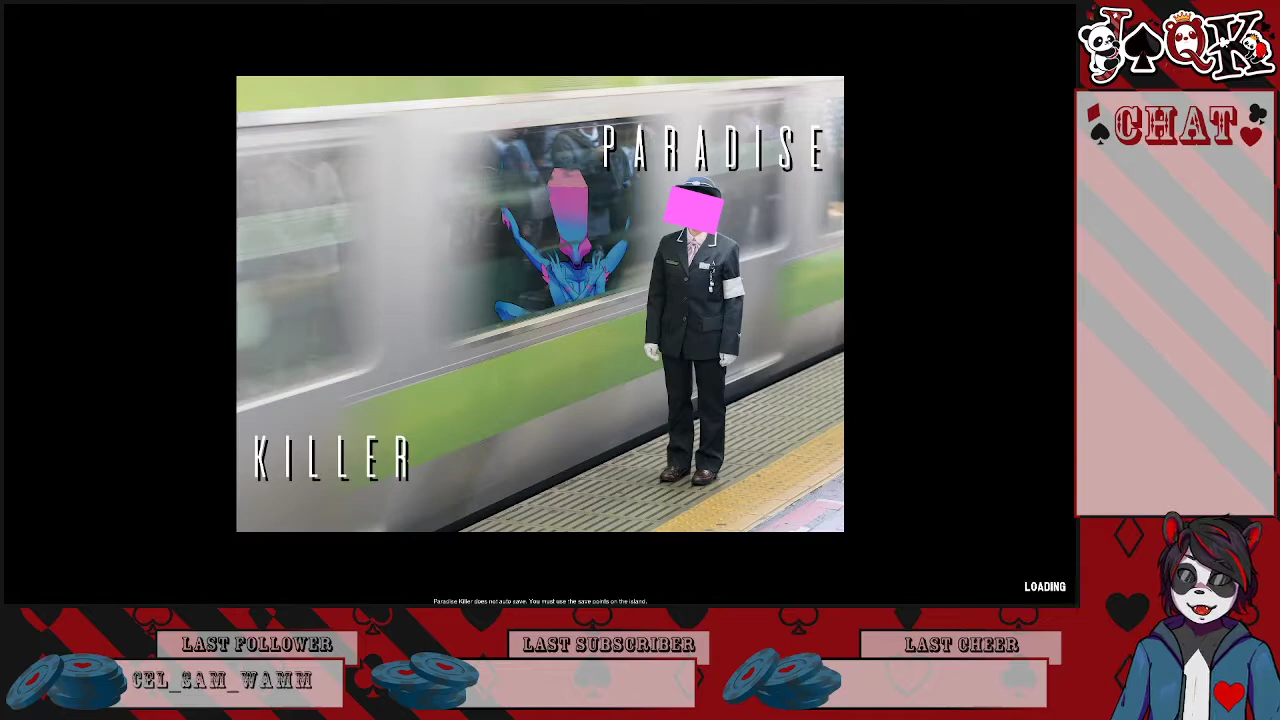 J Q K
CHAT
PARADISE
KILLER
LOADING
Paradise Killer does not auto save. You must use the save points on the island.
LAST FOLLOWER
LAST SUBSCRIBER
LAST CHEER
CEL_SAM_WAMM